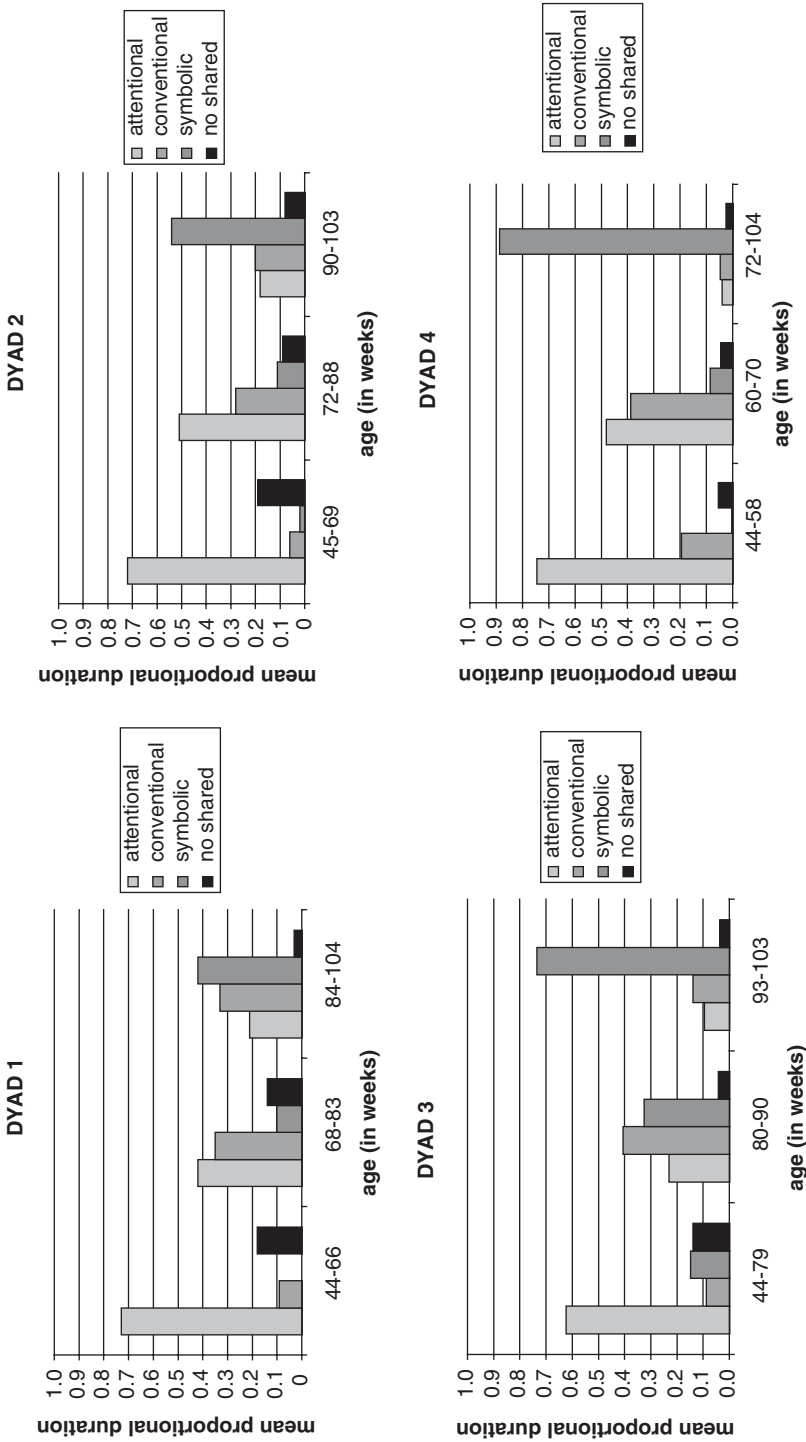 DYAD 1
mean proportional duration
1.0
0.9
0.8
0.7
0.6
0.5
0.4
0.3
0.2
0.1
0
44-66
68-83
84-104
age (in weeks)
attentional
conventional
symbolic
no shared
DYAD 2
mean proportional duration
1.0
0.9
0.8
0.7
0.6
0.5
0.4
0.3
0.2
0.1
0
45-69
72-88
90-103
age (in weeks)
attentional
conventional
symbolic
no shared
DYAD 3
mean proportional duration
1.0
0.9
0.8
0.7
0.6
0.5
0.4
0.3
0.2
0.1
0.0
44-79
80-90
93-103
age (in weeks)
attentional
conventional
symbolic
no shared
DYAD 4
mean proportional duration
1.0
0.9
0.8
0.7
0.6
0.5
0.4
0.3
0.2
0.1
0.0
44-58
60-70
72-104
age (in weeks)
attentional
conventional
symbolic
no shared